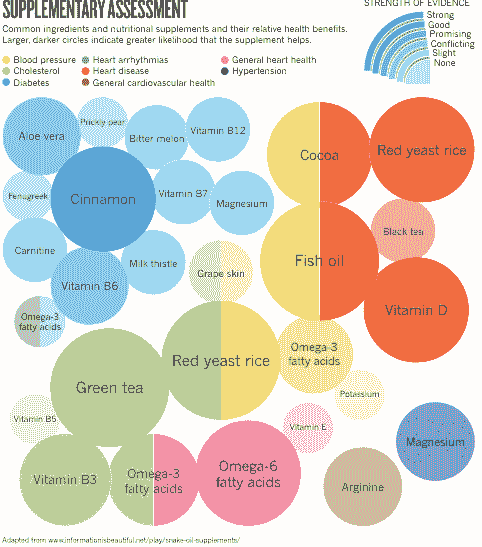 SUPPLEMENTARY ASSESSMENT
Common ingredients and nutritional supplements and their relative health benefits.
Larger, darker circles indicate greater likelihood that the supplement helps.
STRENGTH OF EVIDENCE
Strong
Good
Promising
Conflicting
Slight
None
Blood pressure
Heart arrhythmias
General heart health
Cholesterol
Heart disease
Hypertension
Diabetes
General cardiovascular health
Aloe vera
Prickly pear
Bitter melon
Vitamin B12
Cocoa
Red yeast rice
Fenugreek
Cinnamon
Vitamin B7
Magnesium
Black tea
Carnitine
Vitamin B6
Milk thistle
Grape skin
Fish oil
Vitamin D
Omega-3
fatty acids
Green tea
Red yeast rice
Omega-3
fatty acids
Potassium
Vitamin B5
Vitamin E
Magnesium
Vitamin B3
Omega-3
fatty acids
Omega-6
fatty acids
Arginine
Adapted from www.informationisbeautiful.net/play/snake-oil-supplements/